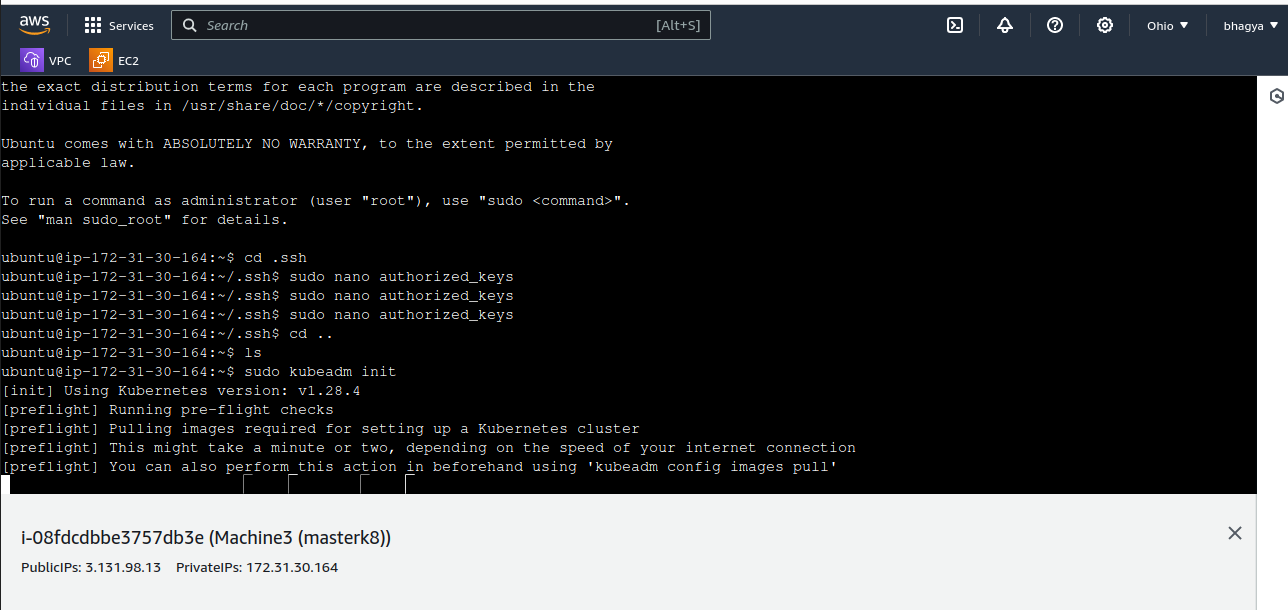 aws
Services
Search
[Alt+S]
Ohio
bhagya
VPC
EC2
the exact distribution terms for each program are described in the
individual files in /usr/share/doc/*/copyright.
Ubuntu comes with ABSOLUTELY NO WARRANTY, to the extent permitted by
applicable law.
To run a command as administrator (user "root"), use "sudo <command>".
See "man sudo_root" for details.
ubuntu@ip-172-31-30-164:~$ cd .ssh
ubuntu@ip-172-31-30-164:~/.ssh$ sudo nano authorized_keys
ubuntu@ip-172-31-30-164:~/.ssh$ sudo nano authorized_keys
ubuntu@ip-172-31-30-164:~/.ssh$ sudo nano authorized_keys
ubuntu@ip-172-31-30-164:~/.ssh$ cd ..
ubuntu@ip-172-31-30-164:~$ ls
ubuntu@ip-172-31-30-164:~$ sudo kubeadm init
[init] Using Kubernetes version: v1.28.4
[preflight] Running pre-flight checks
[preflight] Pulling images required for setting up a Kubernetes cluster
[preflight] This might take a minute or two, depending on the speed of your internet connection
[preflight] You can also perform this action in beforehand using 'kubeadm config images pull'
i-08fdcdbbe3757db3e (Machine3 (masterk8))
PublicIPs: 3.131.98.13 PrivateIPs: 172.31.30.164